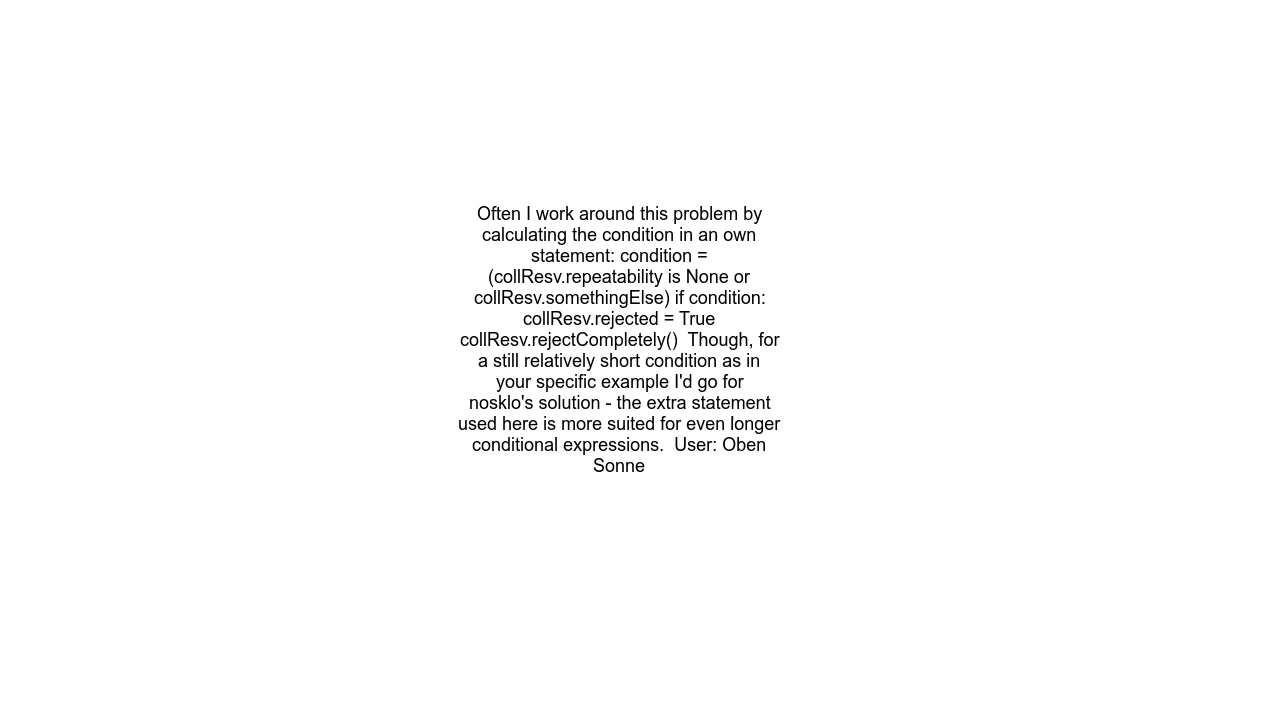 Often I work around this problem by
calculating the condition in an own
statement: condition =
(collResv.repeatability is None or
collResv.somethingElse) if condition:
collResv.rejected = True
collResv.rejectCompletely()  Though, for
a still relatively short condition as in
your specific example I'd go for
nosklo's solution - the extra statement
used here is more suited for even longer
conditional expressions.  User: Oben
Sonne